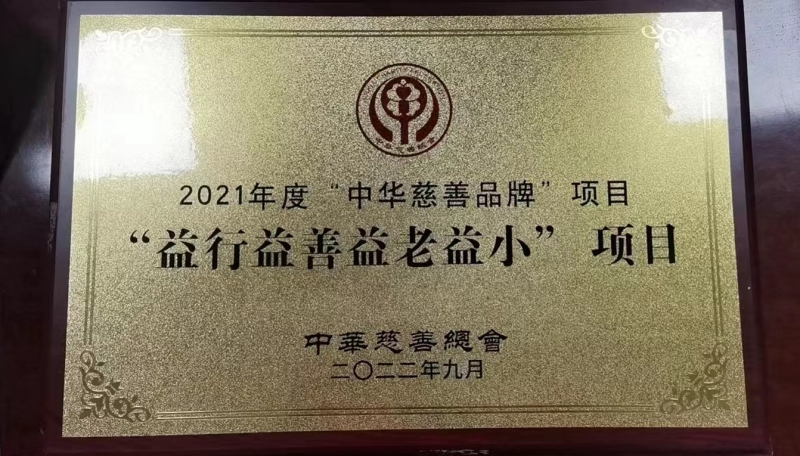 2021年度“中华慈善品牌”项目
“益行益善益老益小” 项目
中華慈善總會
二〇二二年九月